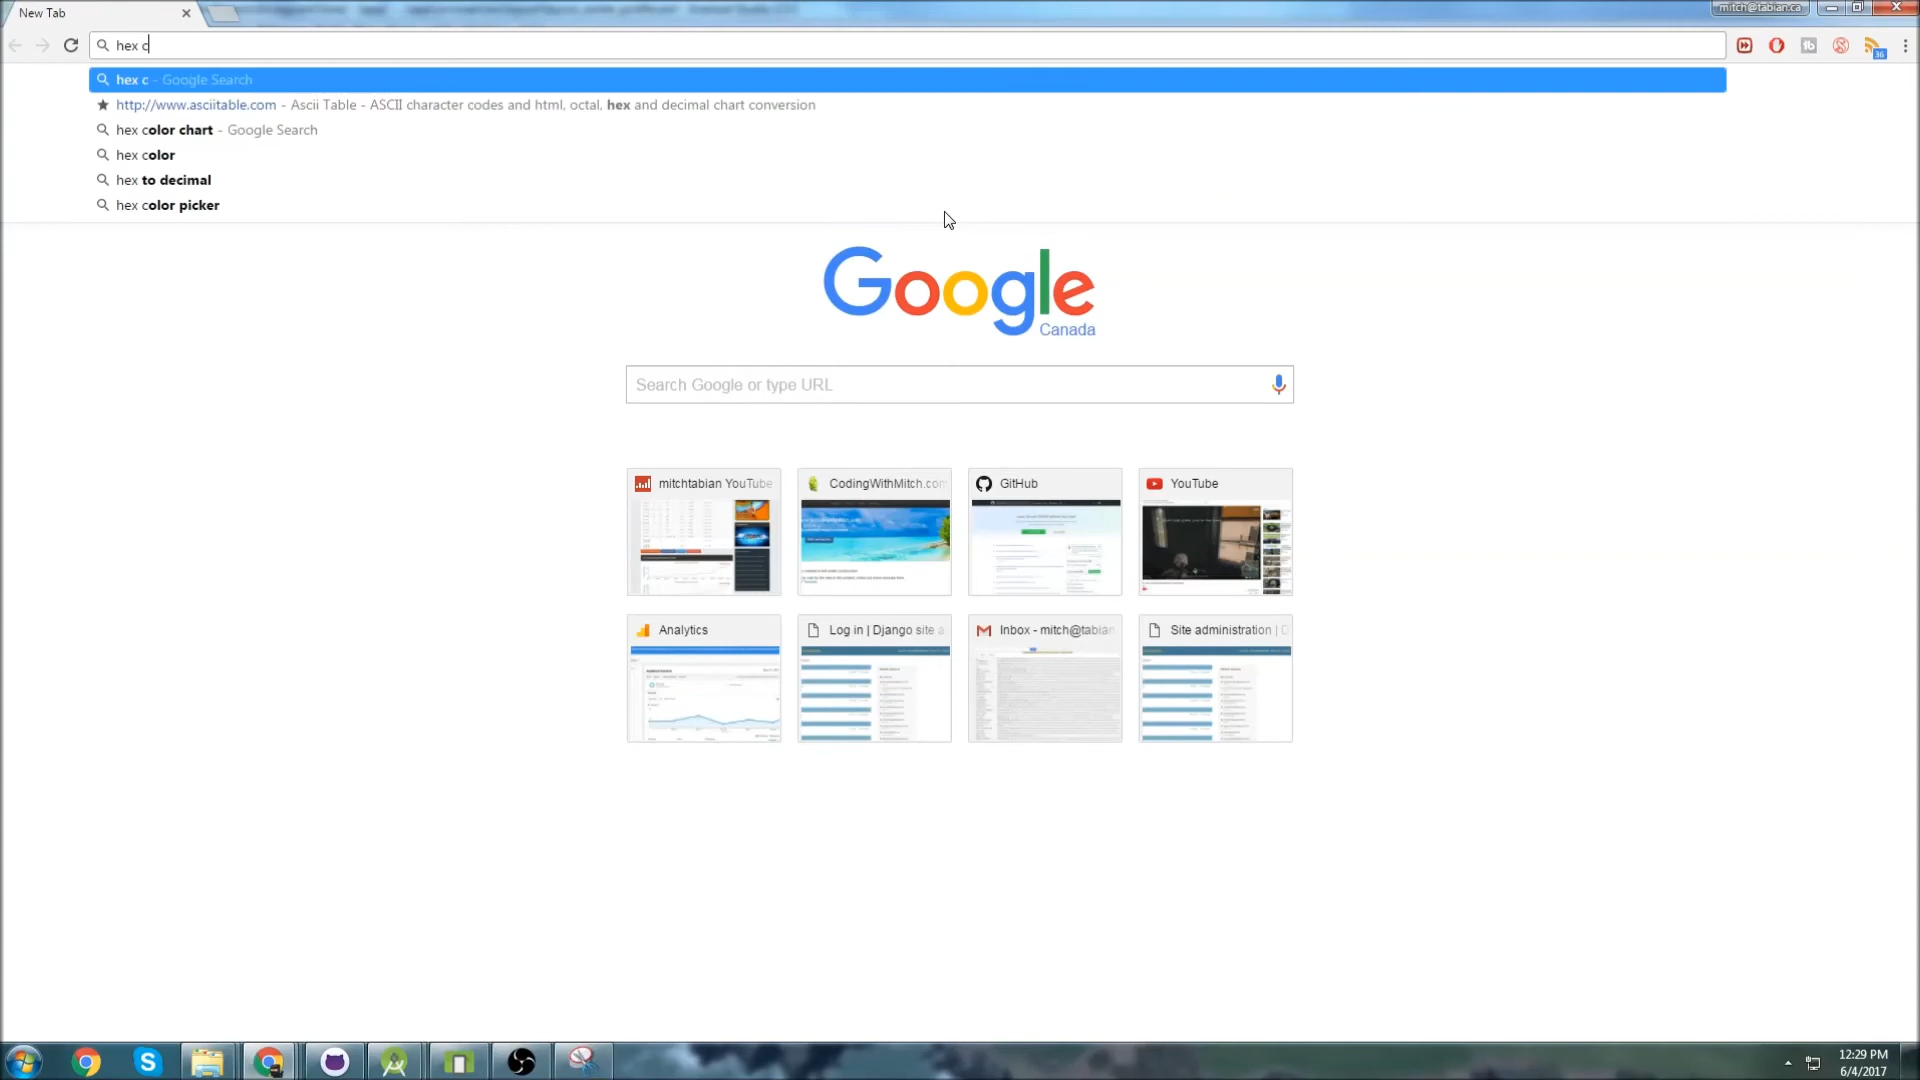 New Tab
mitch@tabian.ca
hex c
hex c - Google Search
http://www.asciitable.com - Ascii Table - ASCII character codes and html, octal, hex and decimal chart conversion
hex color chart - Google Search
hex color
hex to decimal
hex color picker
Google
Canada
Search Google or type URL
mitchtabian YouTube
CodingWithMitch.com
GitHub
YouTube
Analytics
Log in | Django site a
Inbox - mitch@tabian
Site administration | D
36
12:29 PM
6/4/2017